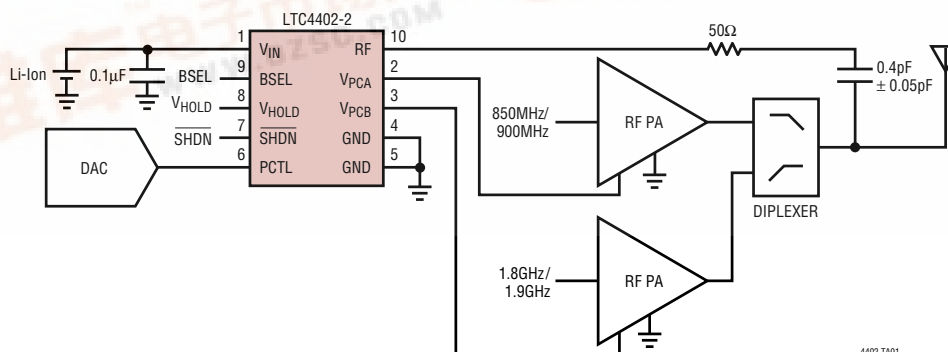 LTC4402-2
50Ω
1 VIN RF 10
Li-Ion 0.1µF
BSEL 9 BSEL VPCA 2
VHOLD 8 VHOLD VPCB 3
SHDN 7 SHDN GND 4
DAC 6 PCTL GND 5
0.4pF
± 0.05pF
850MHz/
900MHz
RF PA
DIPLEXER
1.8GHz/
1.9GHz
RF PA
4402 TA01